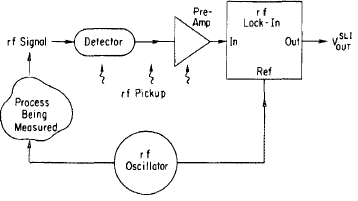 Pre-
Amp
rf
Lock-In
rf Signal
Detector
In
Out
V_OUT^SLI
Ref
rf Pickup
Process
Being
Measured
rf
Oscillator